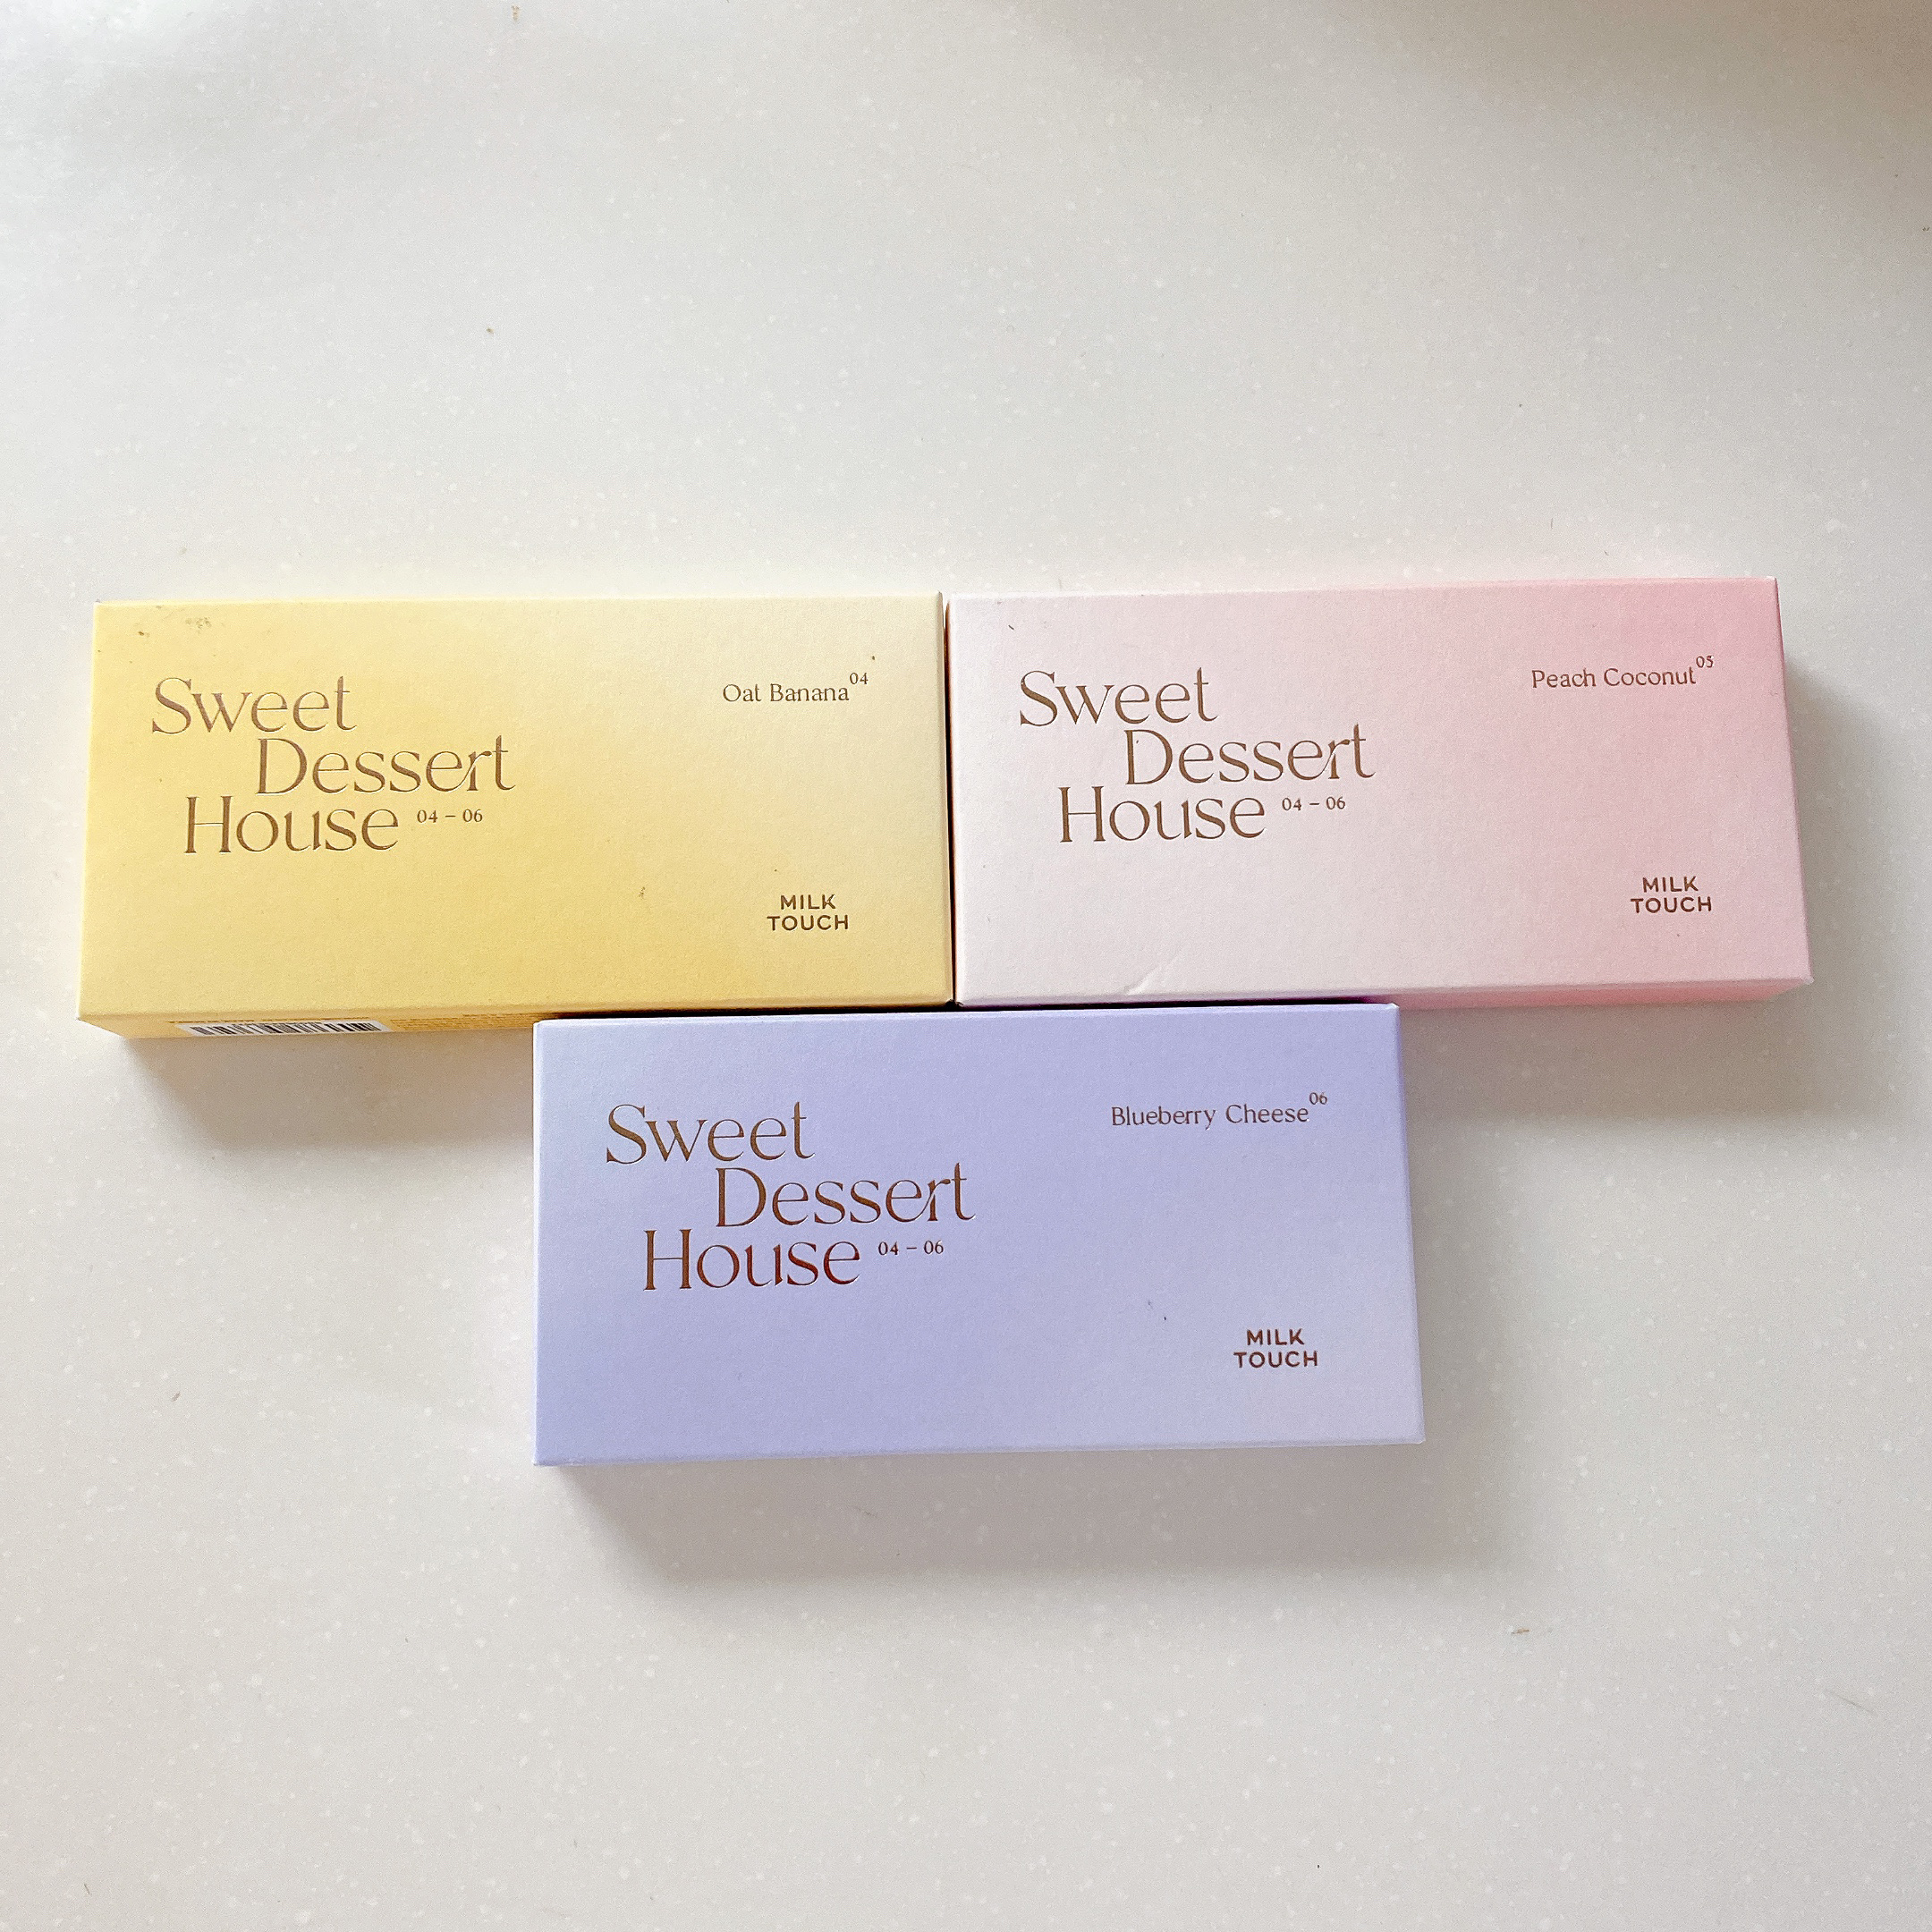 Sweet
Dessert
House 04 – 06
Oat Banana 04
MILK
TOUCH
Sweet
Dessert
House 04 – 06
Peach Coconut 05
MILK
TOUCH
Sweet
Dessert
House 04 – 06
Blueberry Cheese 06
MILK
TOUCH